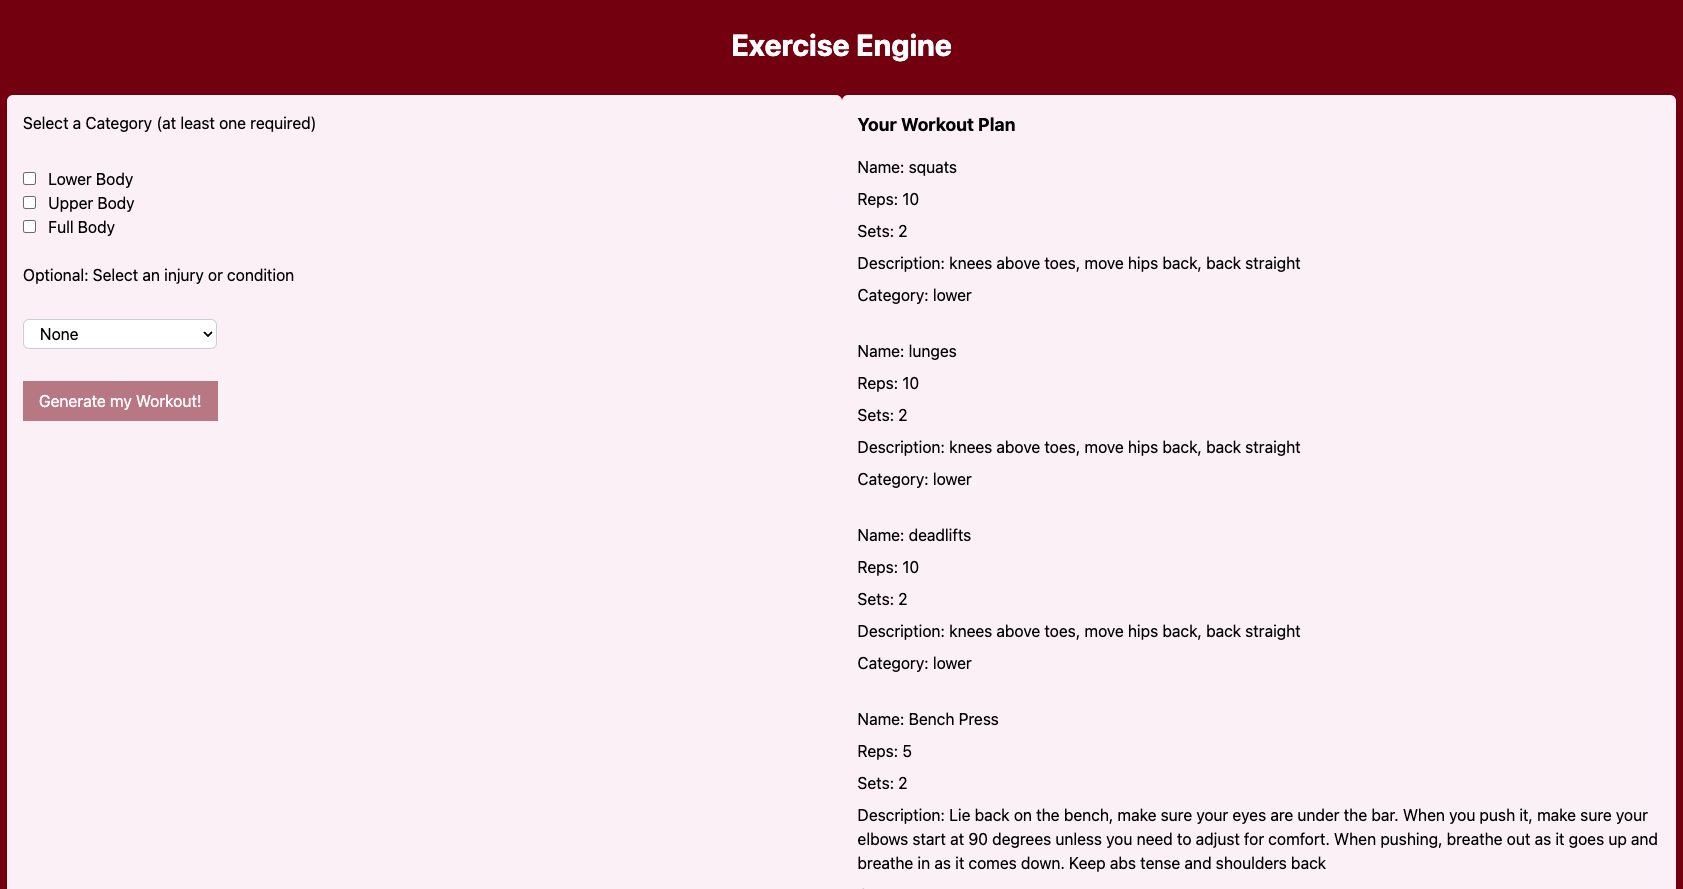 Exercise Engine
Select a Category (at least one required)
Lower Body
Upper Body
Full Body
Optional: Select an injury or condition
None
Generate my Workout!
Your Workout Plan
Name: squats
Reps: 10
Sets: 2
Description: knees above toes, move hips back, back straight
Category: lower
Name: lunges
Reps: 10
Sets: 2
Description: knees above toes, move hips back, back straight
Category: lower
Name: deadlifts
Reps: 10
Sets: 2
Description: knees above toes, move hips back, back straight
Category: lower
Name: Bench Press
Reps: 5
Sets: 2
Description: Lie back on the bench, make sure your eyes are under the bar. When you push it, make sure your
elbows start at 90 degrees unless you need to adjust for comfort. When pushing, breathe out as it goes up and
breathe in as it comes down. Keep abs tense and shoulders back